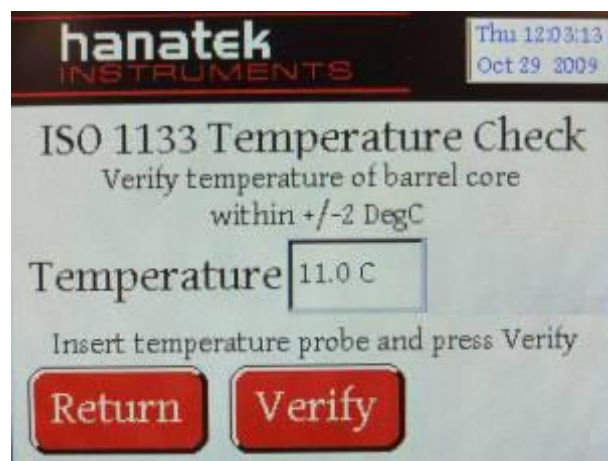 hanatek
INSTRUMENTS
Thu 12:03:13
Oct 29 2009
ISO 1133 Temperature Check
Verify temperature of barrel core
within +/-2 DegC
Temperature 11.0 C
Insert temperature probe and press Verify
Return Verify